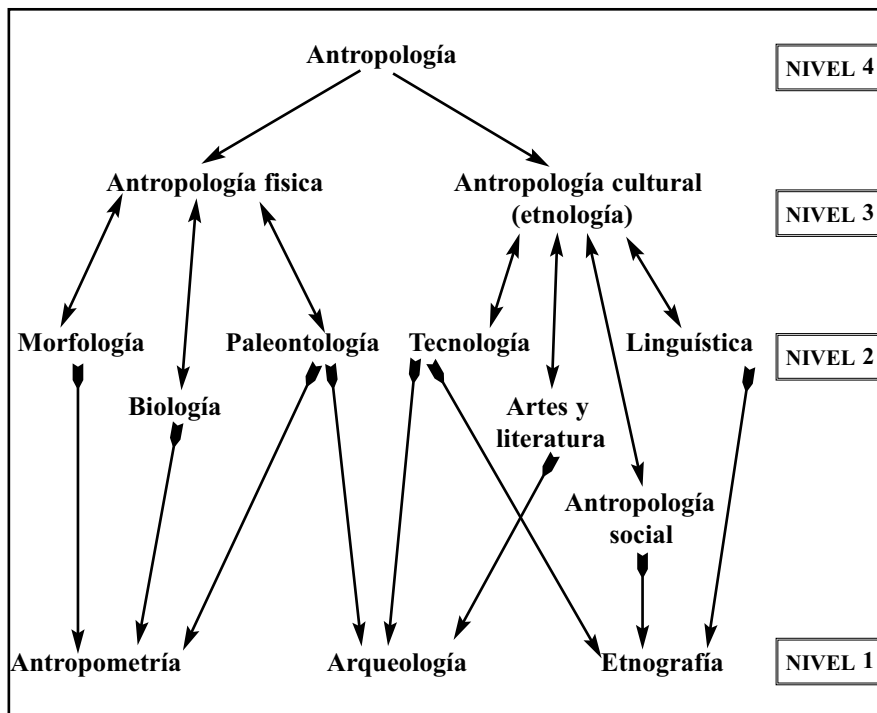 Antropología
NIVEL 4
Antropología fisica
Antropología cultural
(etnología)
NIVEL 3
Morfología
Paleontología
Tecnología
Linguística
NIVEL 2
Biología
Artes y
literatura
Antropología
social
Antropometría
Arqueología
Etnografía
NIVEL 1